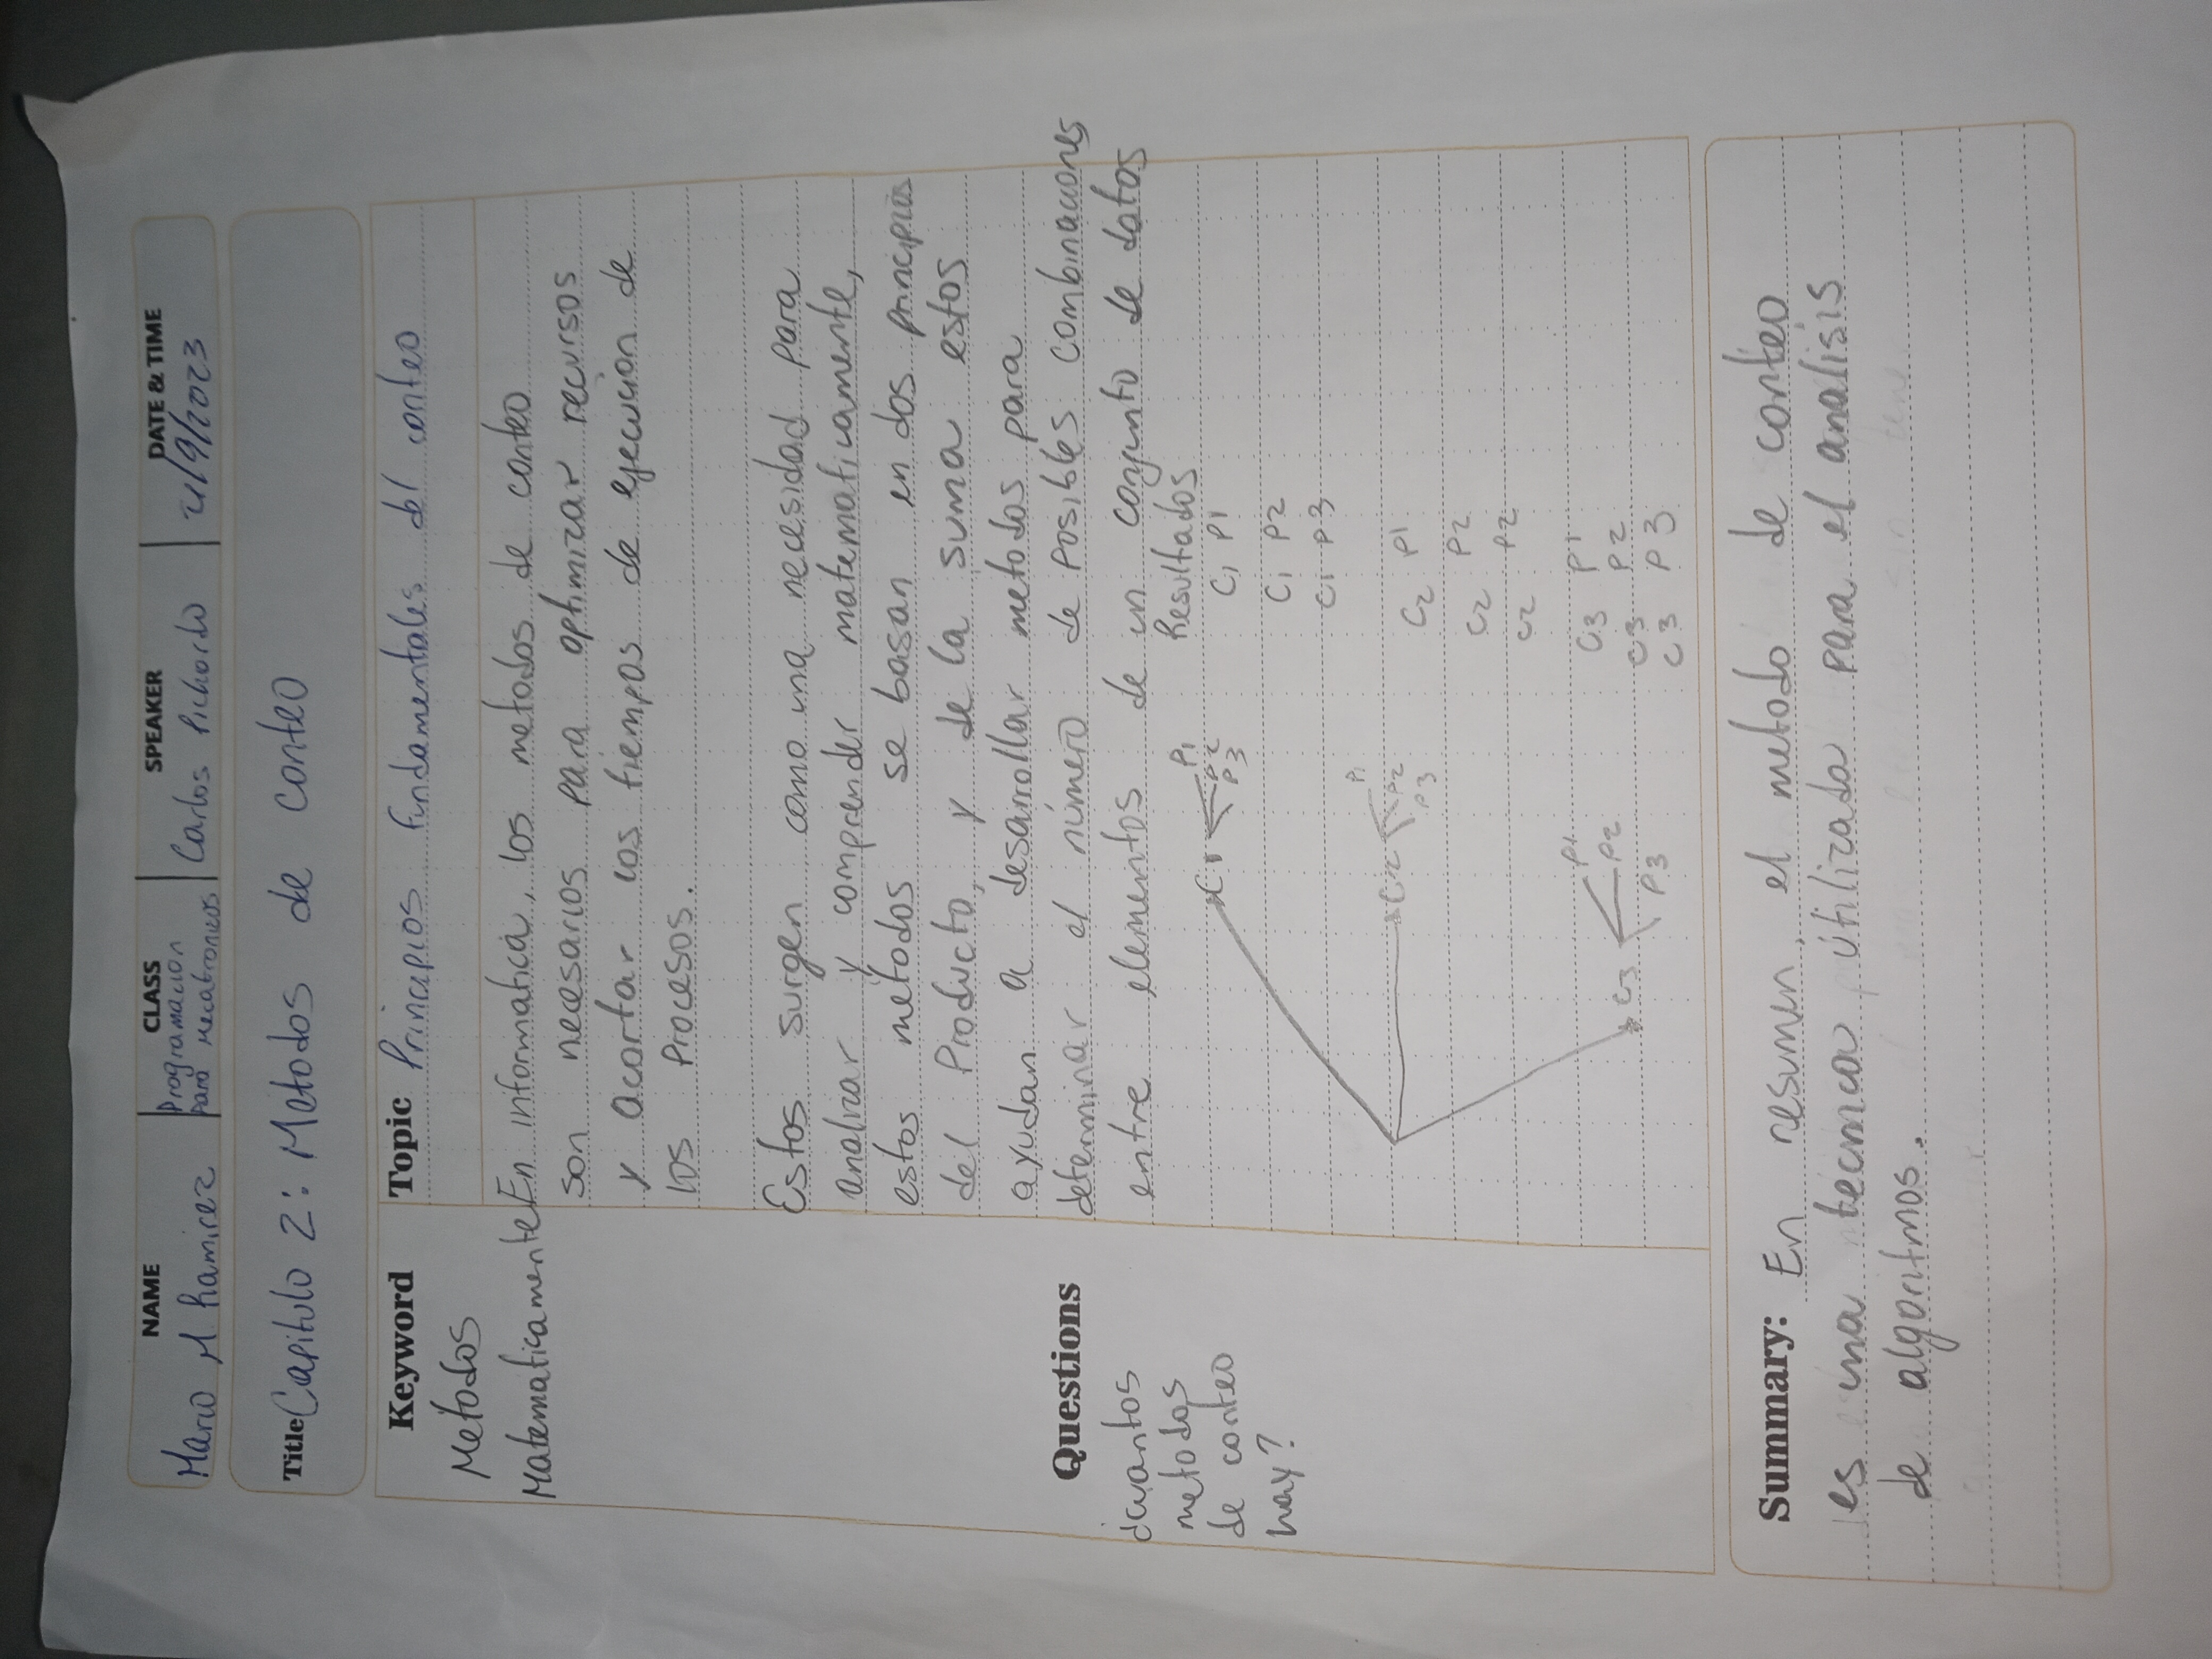 NAME CLASS SPEAKER DATE & TIME
Mario M Ramirez Programacion para mecatronicos Carlos Pichardo 21/9/2023
Title Capitulo 2: Metodos de conteo
Keyword Topic Principios fundamentales del conteo
Metodos
Matematicamente
En informatica, los metodos de conteo
son necesarios para optimizar recursos
y acortar los tiempos de ejecucion de
los procesos.
Estos surgen como una necesidad para
analizar y comprender matematicamente,
estos métodos se basan en dos principios
del Producto, y de la suma estos
ayudan a desarrollar metodos para
determinar el número de posibles combinaciones
entre elementos de un conjunto de datos
Questions
¿cuantos
metodos
de conteo
hay?
Resultados
C1 P1 P2 P3
C1 P1
C1 P2
C1 P3
C2 P1 P2 P3
C2 P1
C2 P2
C2 P2
C3 P1 P2 P3
C3 P1
C3 P2
C3 P3
Summary: En resumen, el metodo de conteo
es una técnica útilizada para el analisis
de algoritmos.